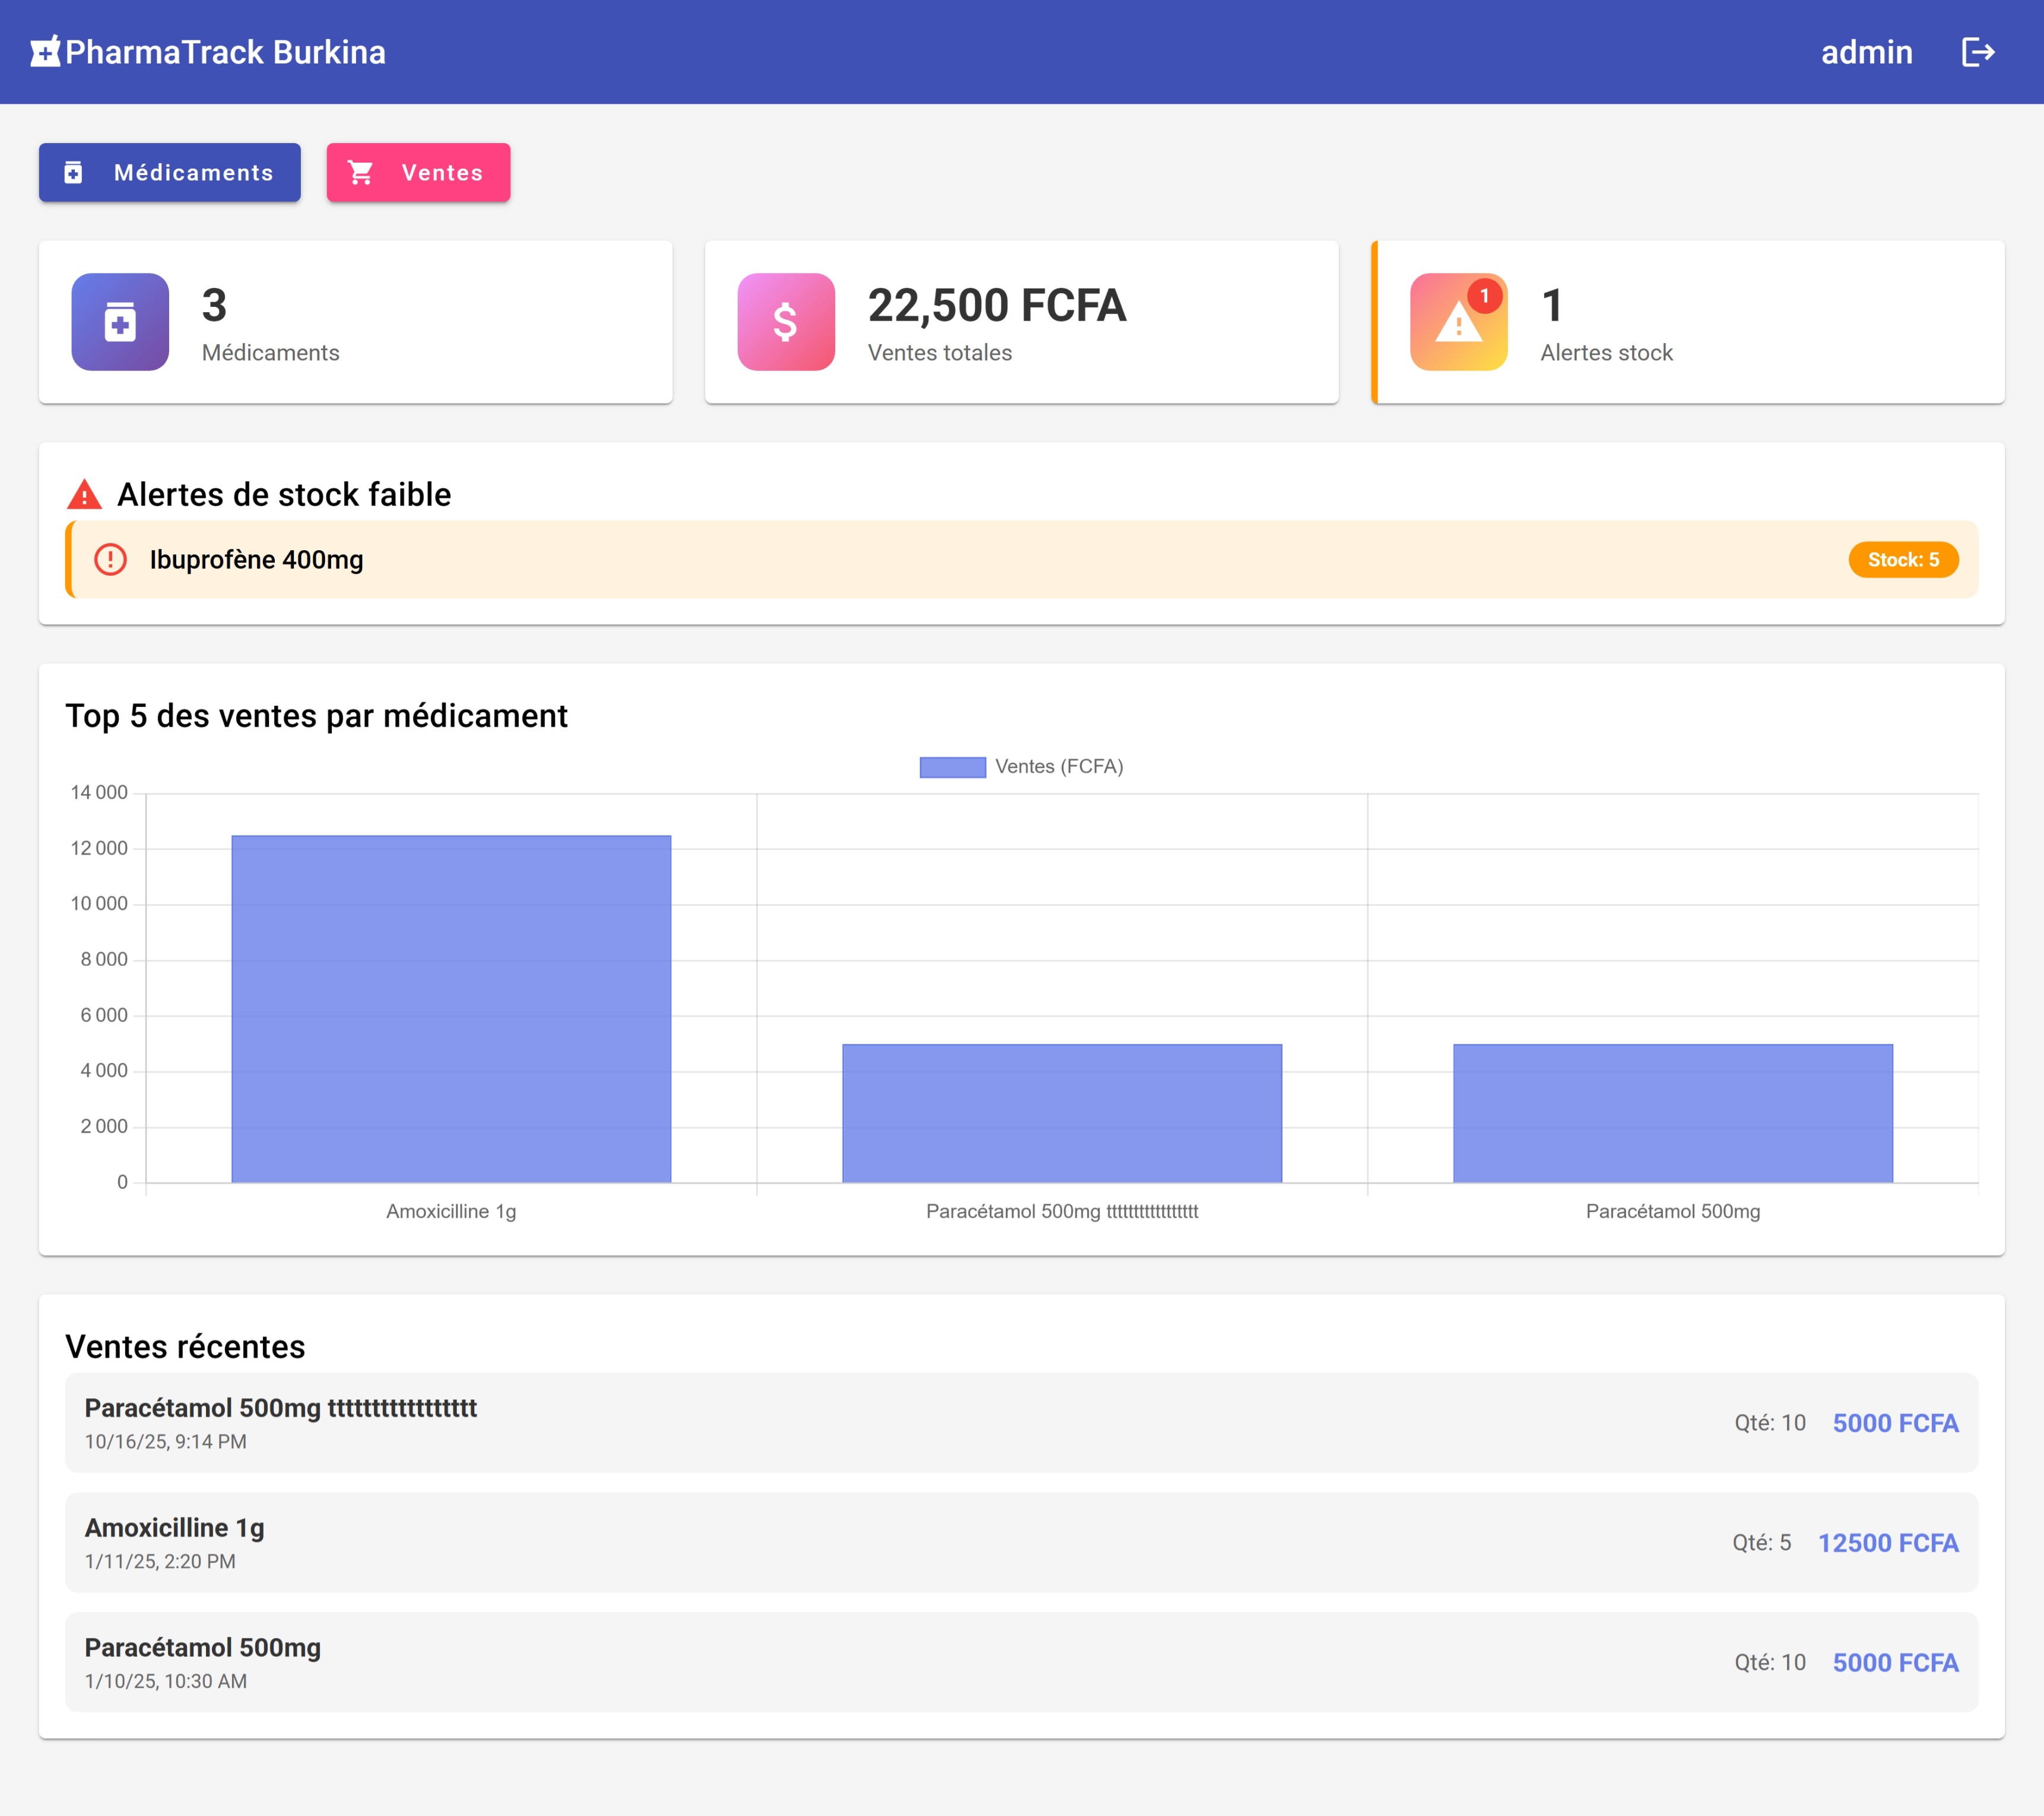 PharmaTrack Burkina
admin
Médicaments
Ventes
3
Médicaments
22,500 FCFA
Ventes totales
1
1
Alertes stock
Alertes de stock faible
Ibuprofène 400mg
Stock: 5
Top 5 des ventes par médicament
Ventes (FCFA)
14 000
12 000
10 000
8 000
6 000
4 000
2 000
0
Amoxicilline 1g
Paracétamol 500mg ttttttttttttttttt
Paracétamol 500mg
Ventes récentes
Paracétamol 500mg ttttttttttttttttt
10/16/25, 9:14 PM
Qté: 10
5000 FCFA
Amoxicilline 1g
1/11/25, 2:20 PM
Qté: 5
12500 FCFA
Paracétamol 500mg
1/10/25, 10:30 AM
Qté: 10
5000 FCFA